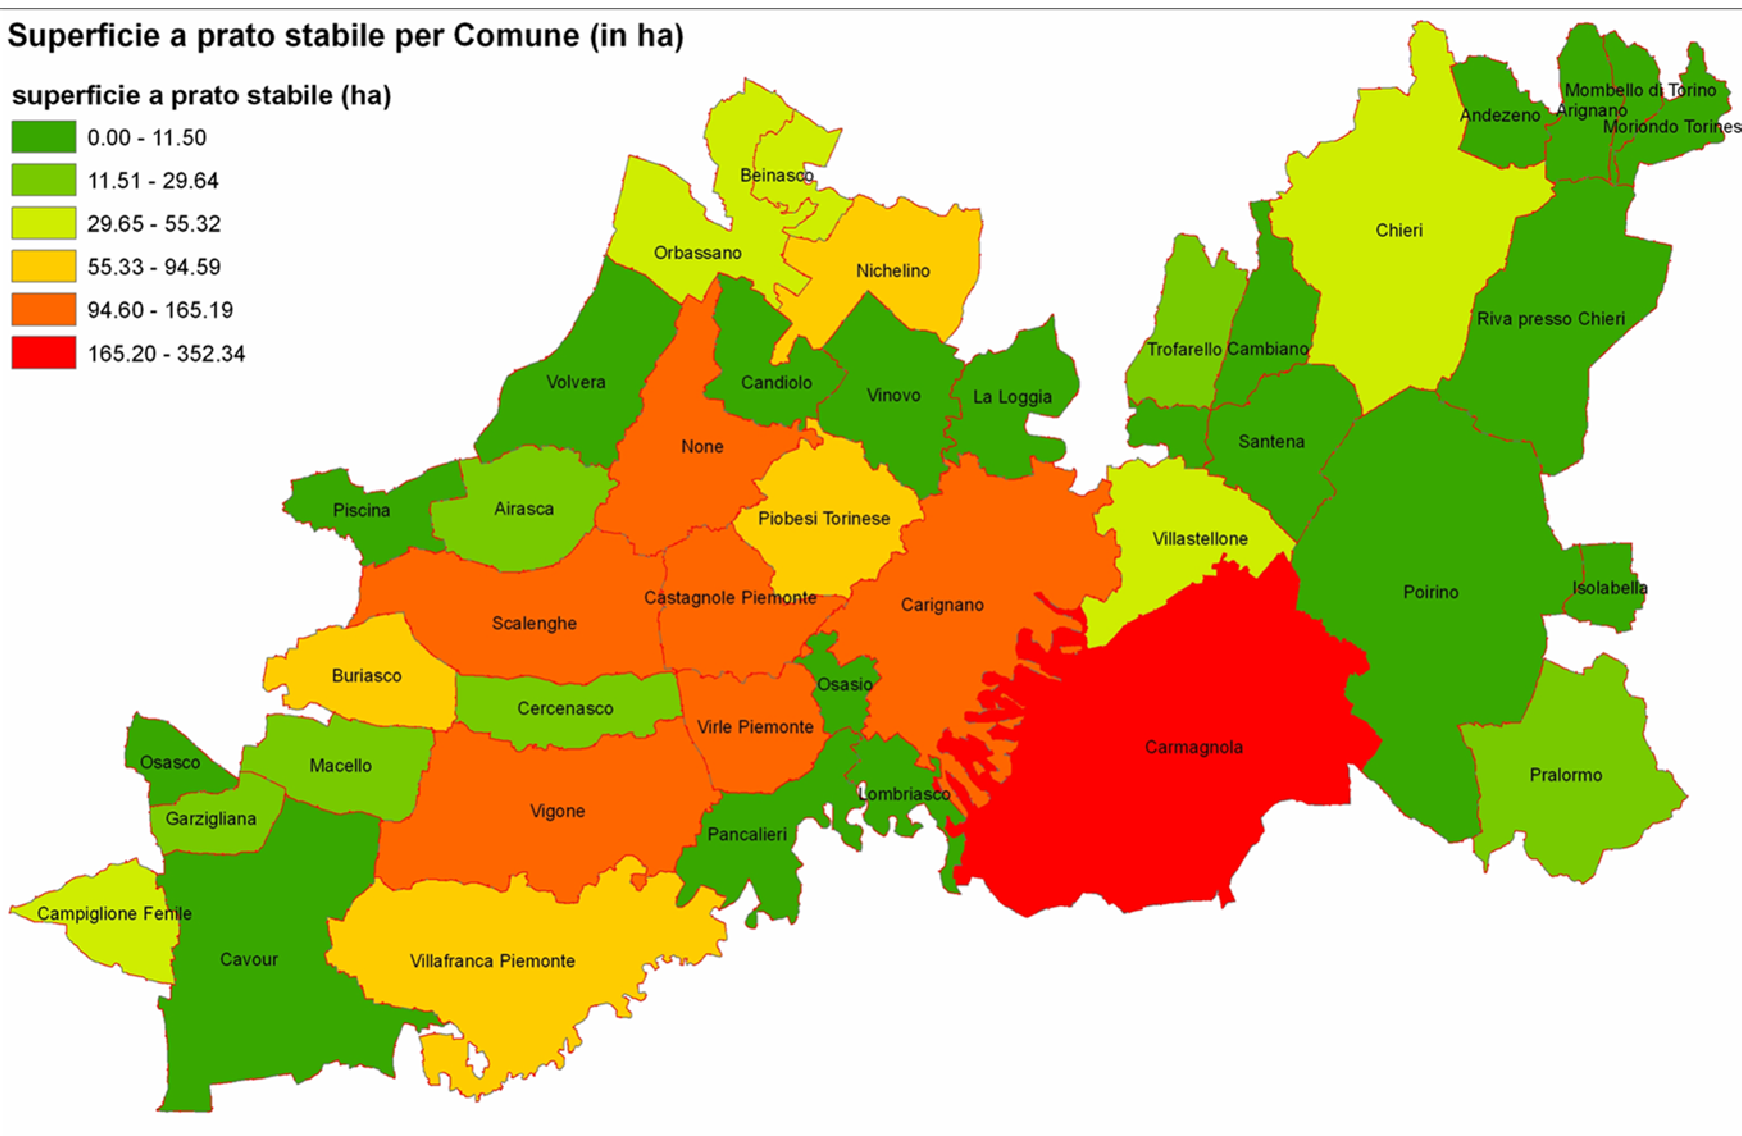 Superficie a prato stabile per Comune (in ha)
superficie a prato stabile (ha)
0.00 - 11.50
11.51 - 29.64
29.65 - 55.32
55.33 - 94.59
94.60 - 165.19
165.20 - 352.34
Mombello di Torino
Arignano
Andezeno
Moriondo Torines
Beinasco
Chieri
Orbassano
Nichelino
Riva presso Chieri
Trofarello
Cambiano
Volvera
Candiolo
Vinovo
La Loggia
Santena
None
Piscina
Airasca
Piobesi Torinese
Villastellone
Isolabella
Poirino
Castagnole Piemonte
Carignano
Scalenghe
Buriasco
Osasio
Cercenasco
Virle Piemonte
Carmagnola
Osasco
Macello
Pralormo
Lombriasco
Vigone
Garzigliana
Pancalieri
Campiglione Fenile
Cavour
Villafranca Piemonte